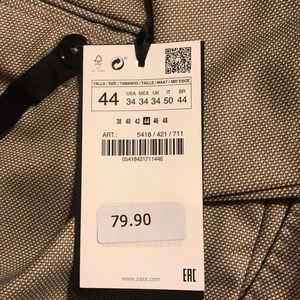 FSC
TALLA / SIZE / TAMANHO / TAILLE / MAAT / ΜΕΓΕΘΟΣ
44 USA MEX UK IT BR
34 34 34 50 44
38 40 42 44 46 48
ART.: 5418 / 421 / 711
05418421711446
79.90
www.zara.com
EAC